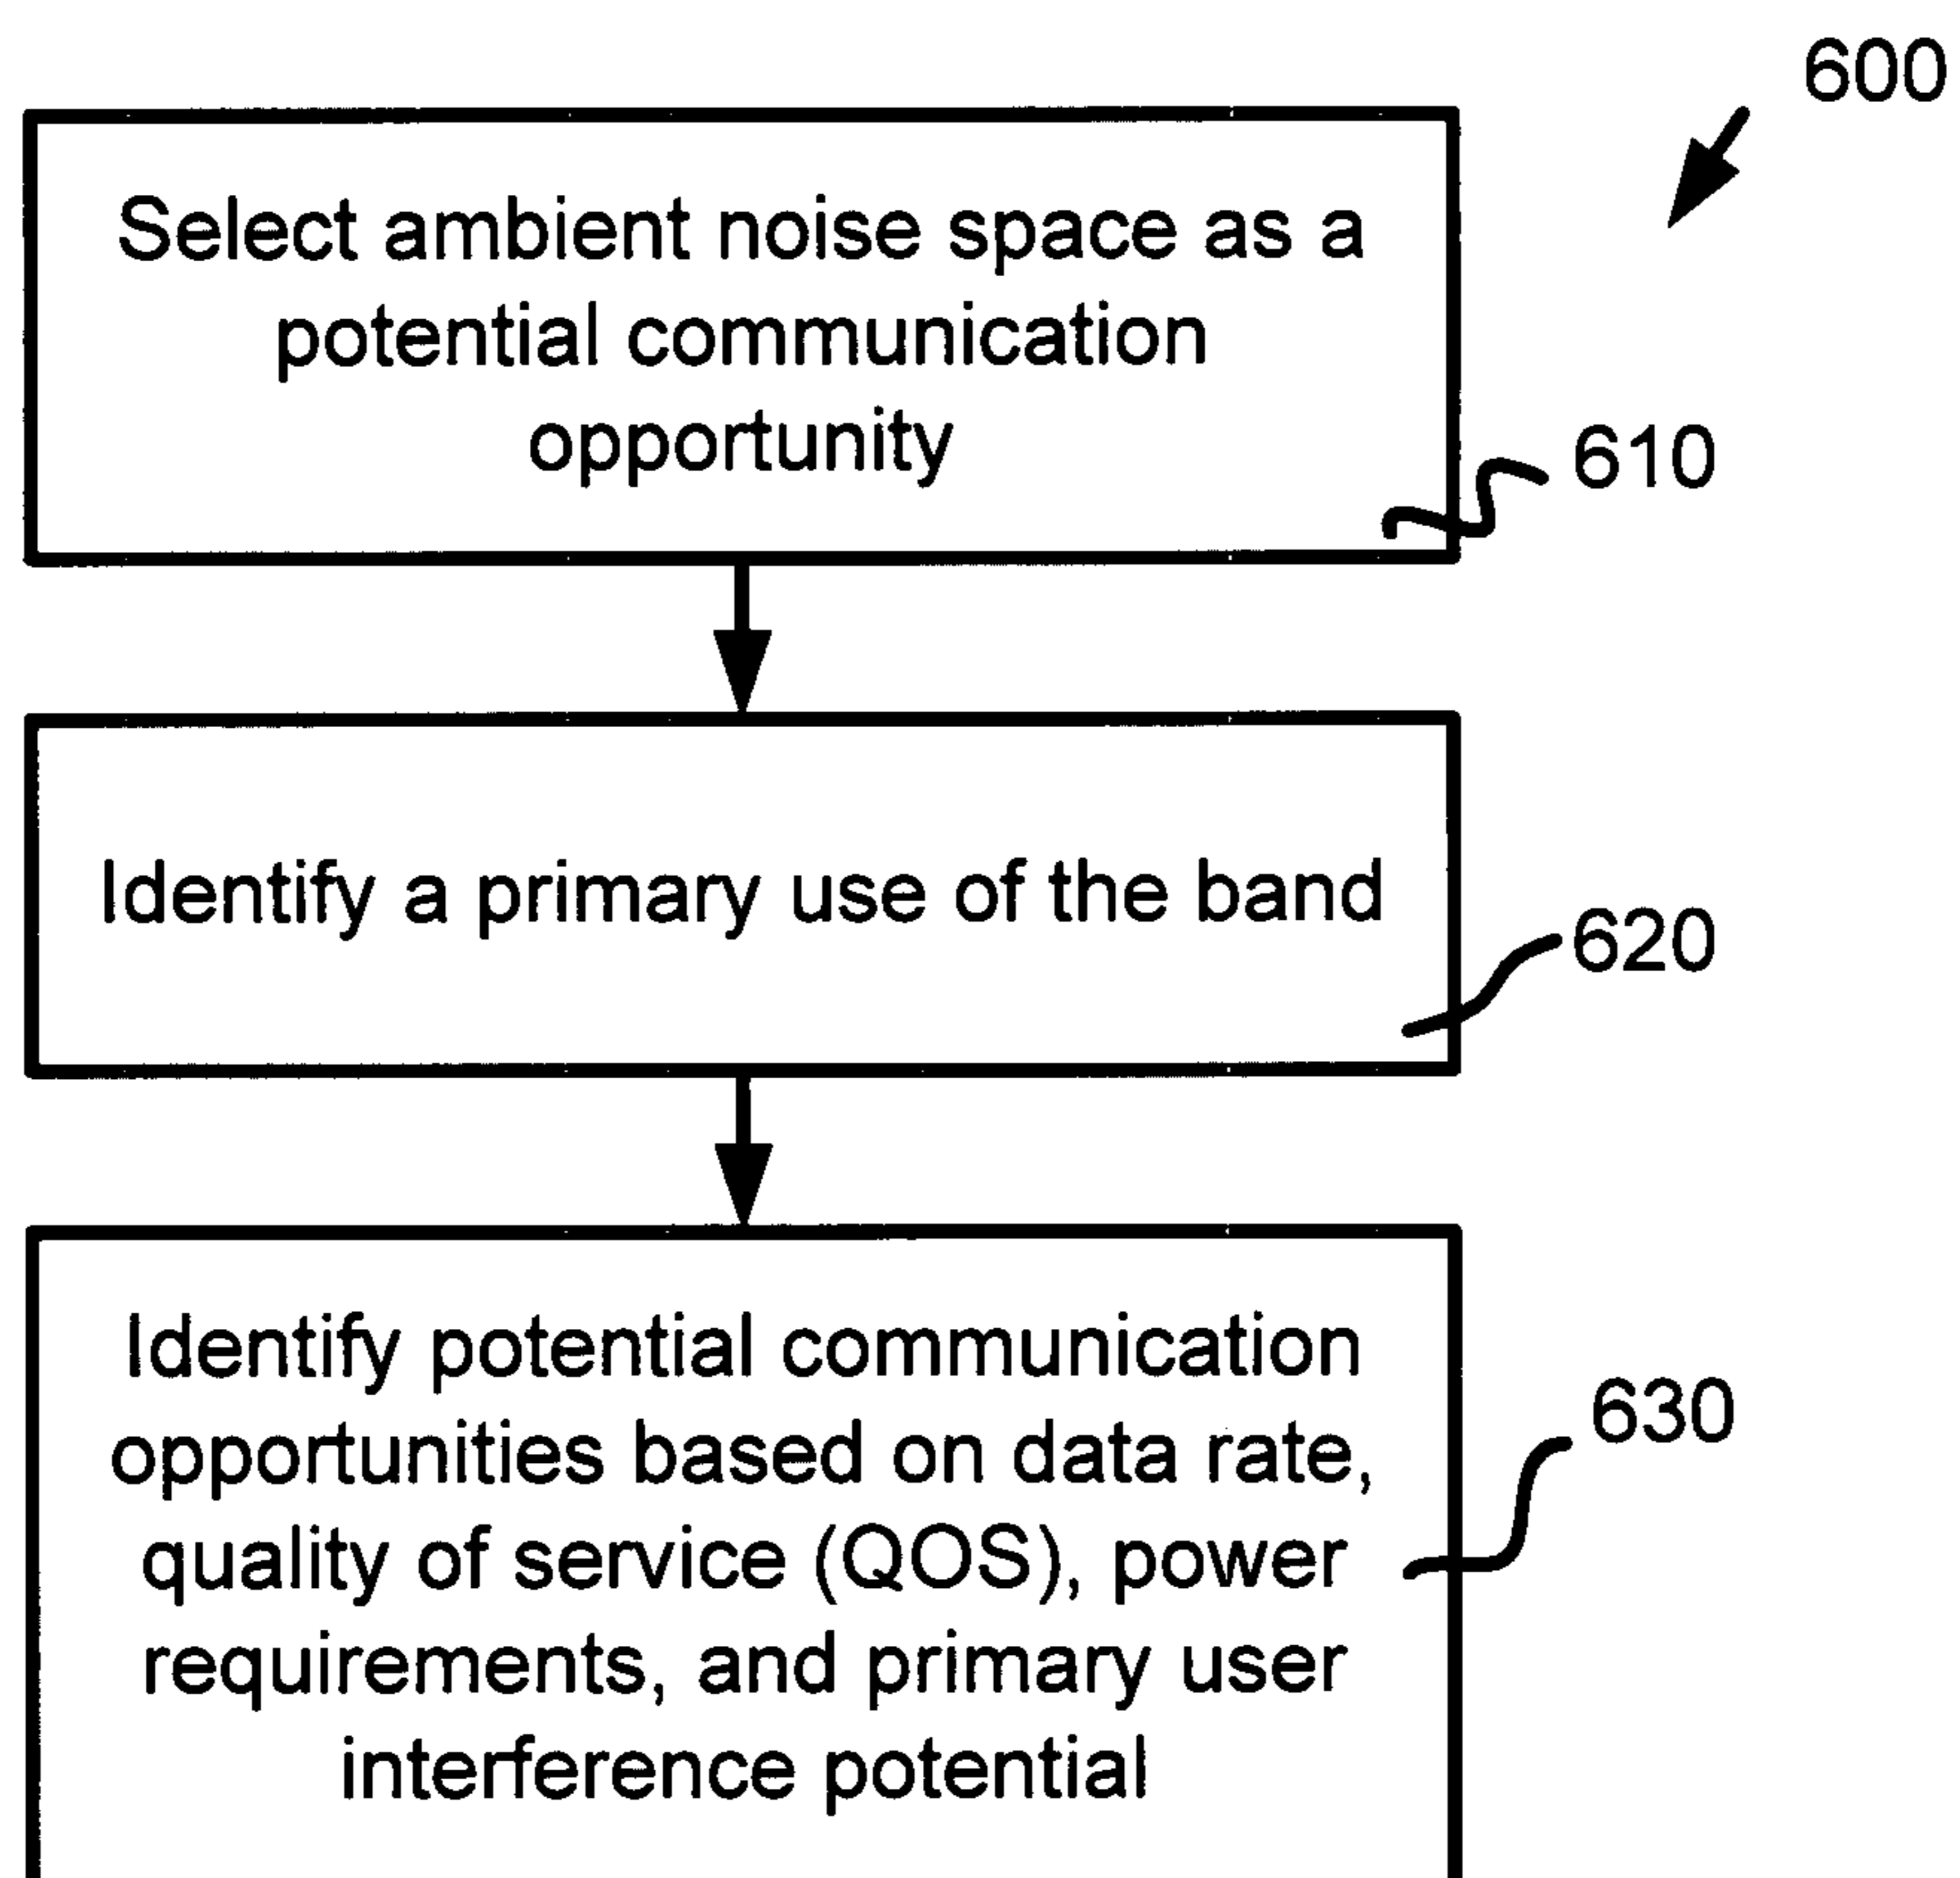 600
Select ambient noise space as a
potential communication
opportunity
610
Identify a primary use of the band
620
Identify potential communication
opportunities based on data rate,
quality of service (QOS), power
requirements, and primary user
interference potential
630